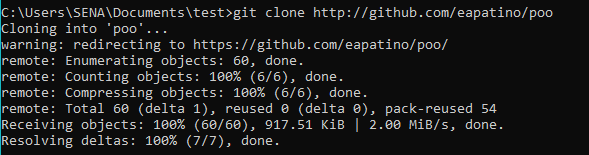 C:\Users\SENA\Documents\test>git clone http://github.com/eapatino/poo
Cloning into 'poo'...
warning: redirecting to https://github.com/eapatino/poo/
remote: Enumerating objects: 60, done.
remote: Counting objects: 100% (6/6), done.
remote: Compressing objects: 100% (6/6), done.
remote: Total 60 (delta 1), reused 0 (delta 0), pack-reused 54
Receiving objects: 100% (60/60), 917.51 KiB | 2.00 MiB/s, done.
Resolving deltas: 100% (7/7), done.